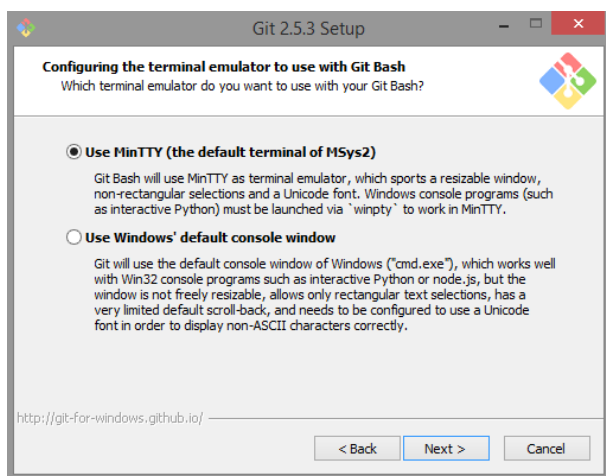 Git 2.5.3 Setup
Configuring the terminal emulator to use with Git Bash
Which terminal emulator do you want to use with your Git Bash?
Use MinTTY (the default terminal of MSys2)
Git Bash will use MinTTY as terminal emulator, which sports a resizable window,
non-rectangular selections and a Unicode font. Windows console programs (such
as interactive Python) must be launched via `winpty` to work in MinTTY.
Use Windows' default console window
Git will use the default console window of Windows ("cmd.exe"), which works well
with Win32 console programs such as interactive Python or node.js, but the
window is not freely resizable, allows only rectangular text selections, has a
very limited default scroll-back, and needs to be configured to use a Unicode
font in order to display non-ASCII characters correctly.
http://git-for-windows.github.io/
< Back Next > Cancel